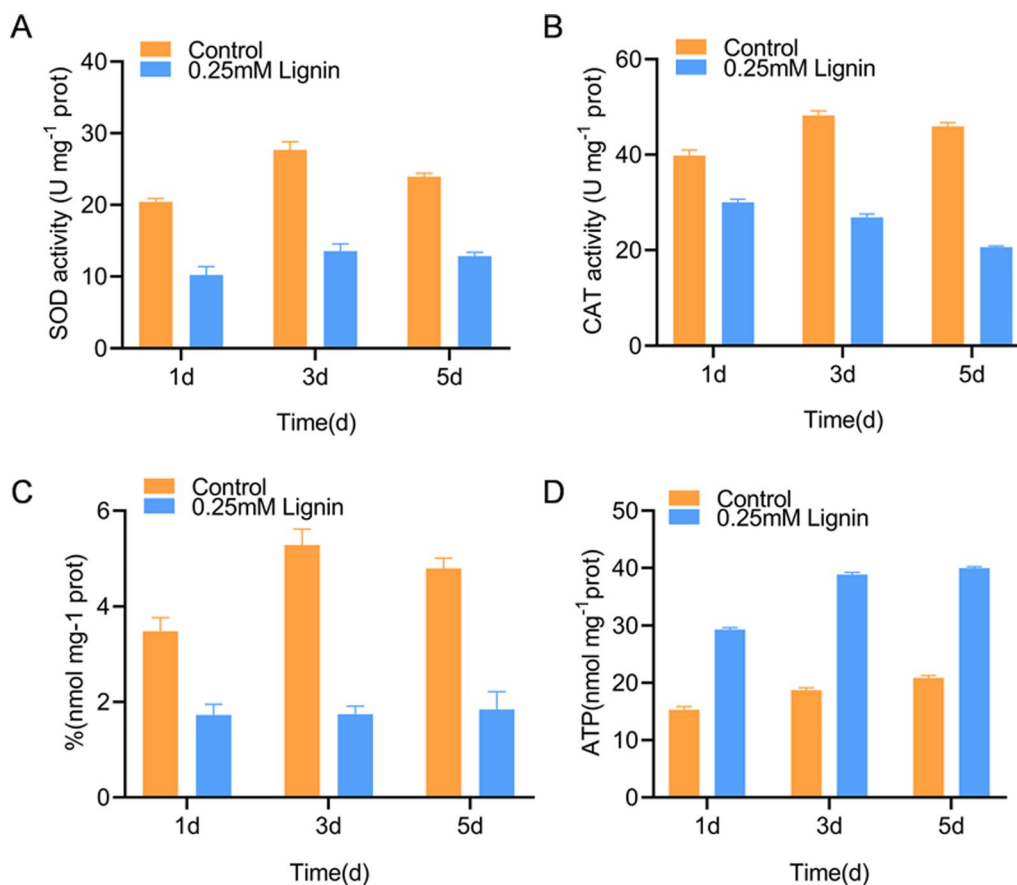 A
Control
0.25mM Lignin
SOD activity (U mg⁻¹ prot)
40
30
20
10
0
1d 3d 5d
Time(d)
B
Control
0.25mM Lignin
CAT activity (U mg⁻¹ prot)
60
40
20
0
1d 3d 5d
Time(d)
C
Control
0.25mM Lignin
%(nmol mg-1 prot)
6
4
2
0
1d 3d 5d
Time(d)
D
Control
0.25mM Lignin
ATP(nmol mg⁻¹prot)
50
40
30
20
10
0
1d 3d 5d
Time(d)